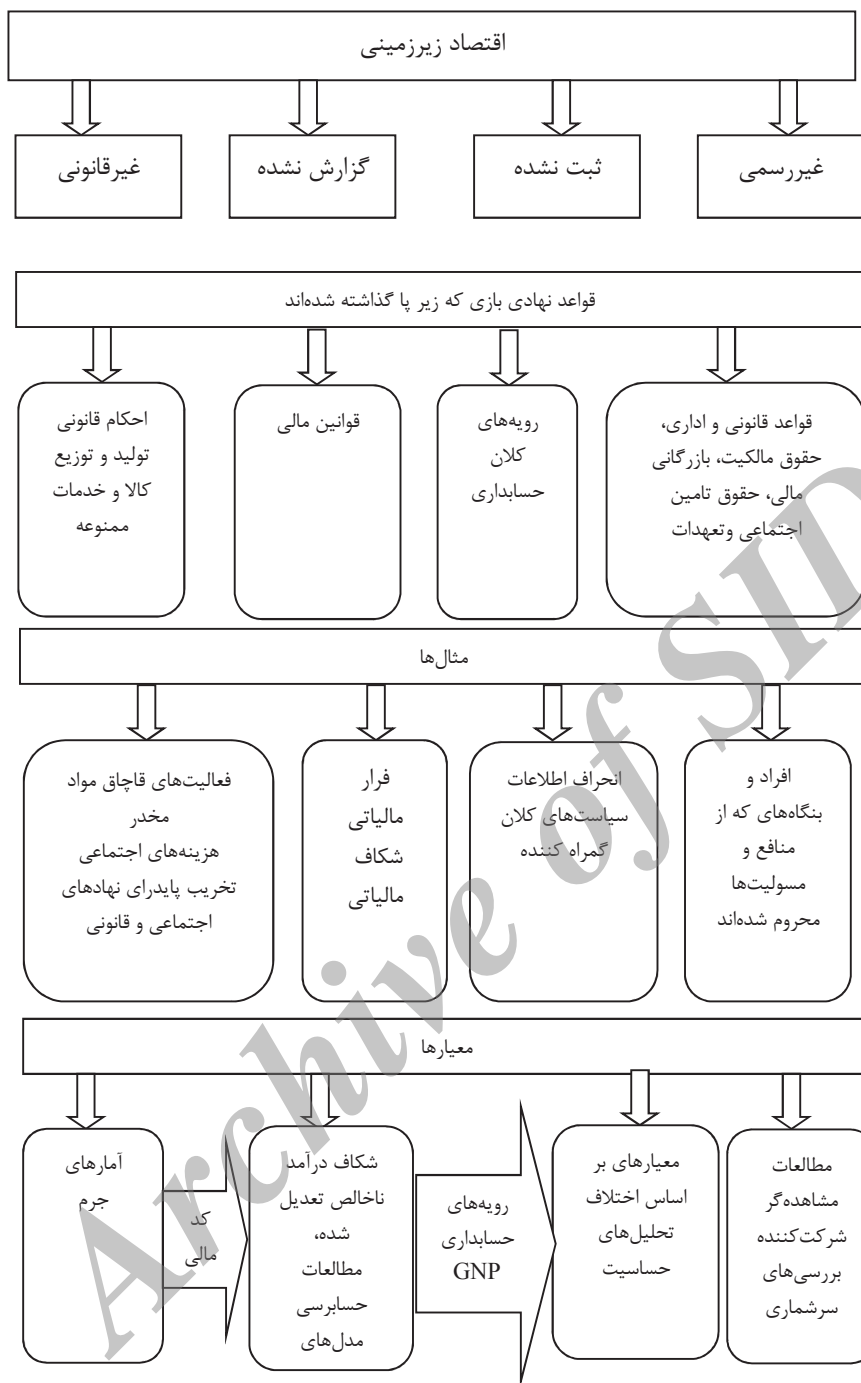 اقتصاد زیرزمینی
غیررسمی
ثبت نشده
گزارش نشده
غیرقانونی
قواعد نهادی بازی که زیر پا گذاشته شده‌اند
قواعد قانونی و اداری،
حقوق مالکیت، بازرگانی
مالی، حقوق تامین
اجتماعی وتعهدات
رویه‌های
کلان
حسابداری
قوانین مالی
احکام قانونی
تولید و توزیع
کالا و خدمات
ممنوعه
مثال‌ها
افراد و
بنگاه‌های که از
منافع و
مسولیت‌ها
محروم شده‌اند
انحراف اطلاعات
سیاست‌های کلان
گمراه کننده
فرار
مالیاتی
شکاف
مالیاتی
فعالیت‌های قاچاق مواد
مخدر
هزینه‌های اجتماعی
تخریب پایدرای نهادهای
اجتماعی و قانونی
معیارها
مطالعات
مشاهده‌گر
شرکت‌کننده
بررسی‌های
سرشماری
معیارهای بر
اساس اختلاف
تحلیل‌های
حساسیت
رویه‌های
حسابداری
GNP
شکاف درآمد
ناخالص تعدیل
شده،
مطالعات
حسابرسی
مدل‌های
کد
مالی
آمارهای
جرم
Archive of SID